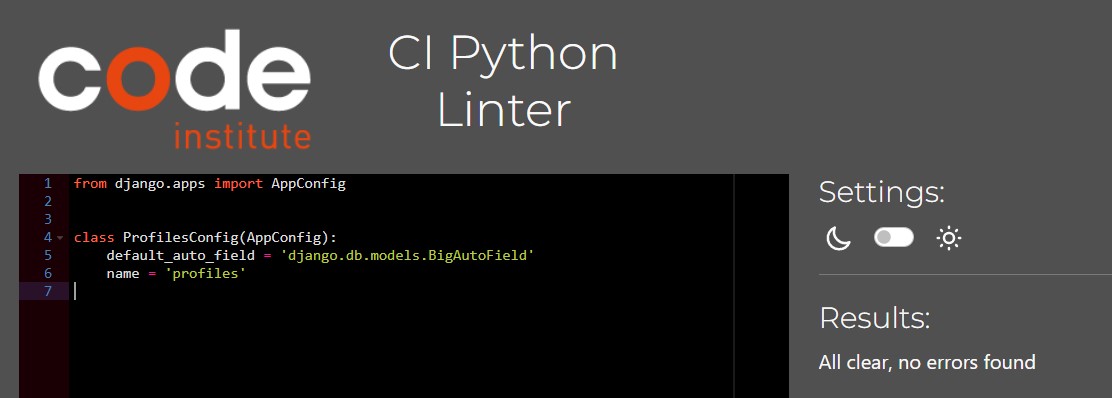 code
institute
CI Python
Linter
1 from django.apps import AppConfig
2
3
4 class ProfilesConfig(AppConfig):
5     default_auto_field = 'django.db.models.BigAutoField'
6     name = 'profiles'
7
Settings:
Results:
All clear, no errors found